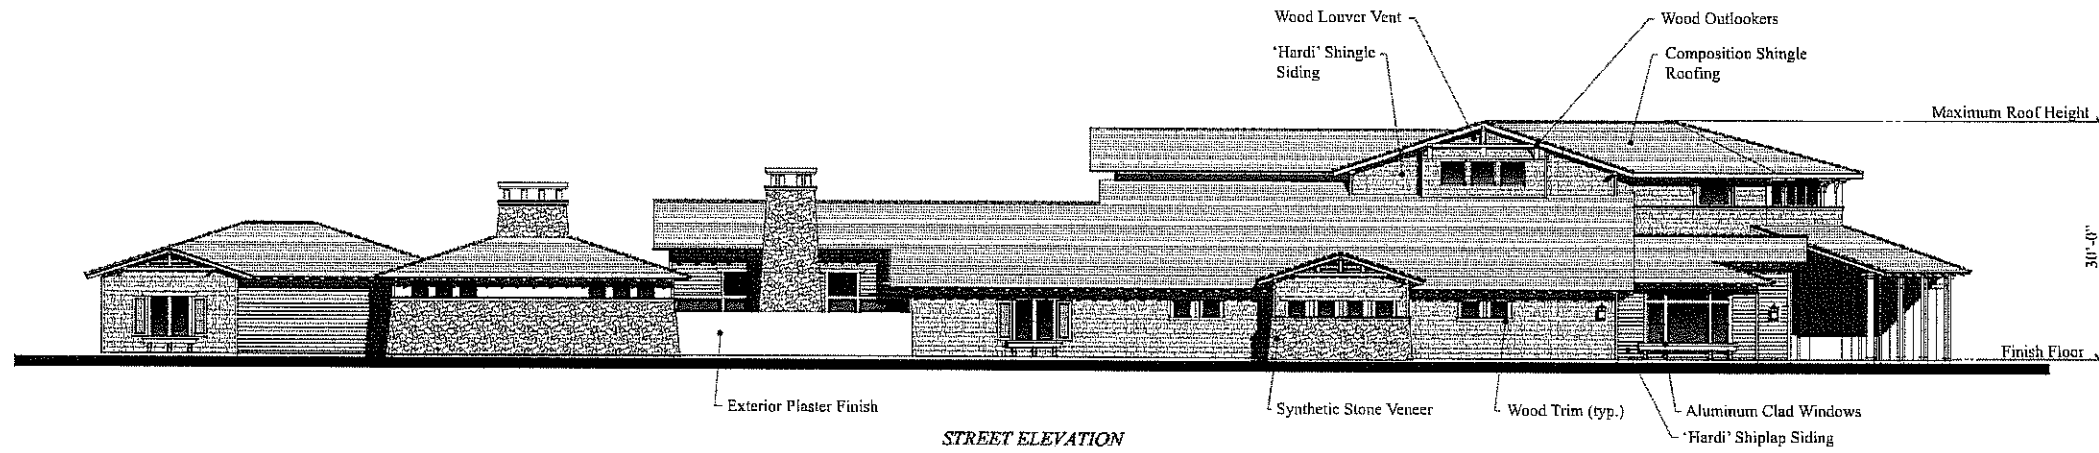 Wood Louver Vent
Wood Outlookers
'Hardi' Shingle
Siding
Composition Shingle
Roofing
Maximum Roof Height
30'-0"
Finish Floor
Exterior Plaster Finish
Synthetic Stone Veneer
Wood Trim (typ.)
Aluminum Clad Windows
'Hardi' Shiplap Siding
STREET ELEVATION